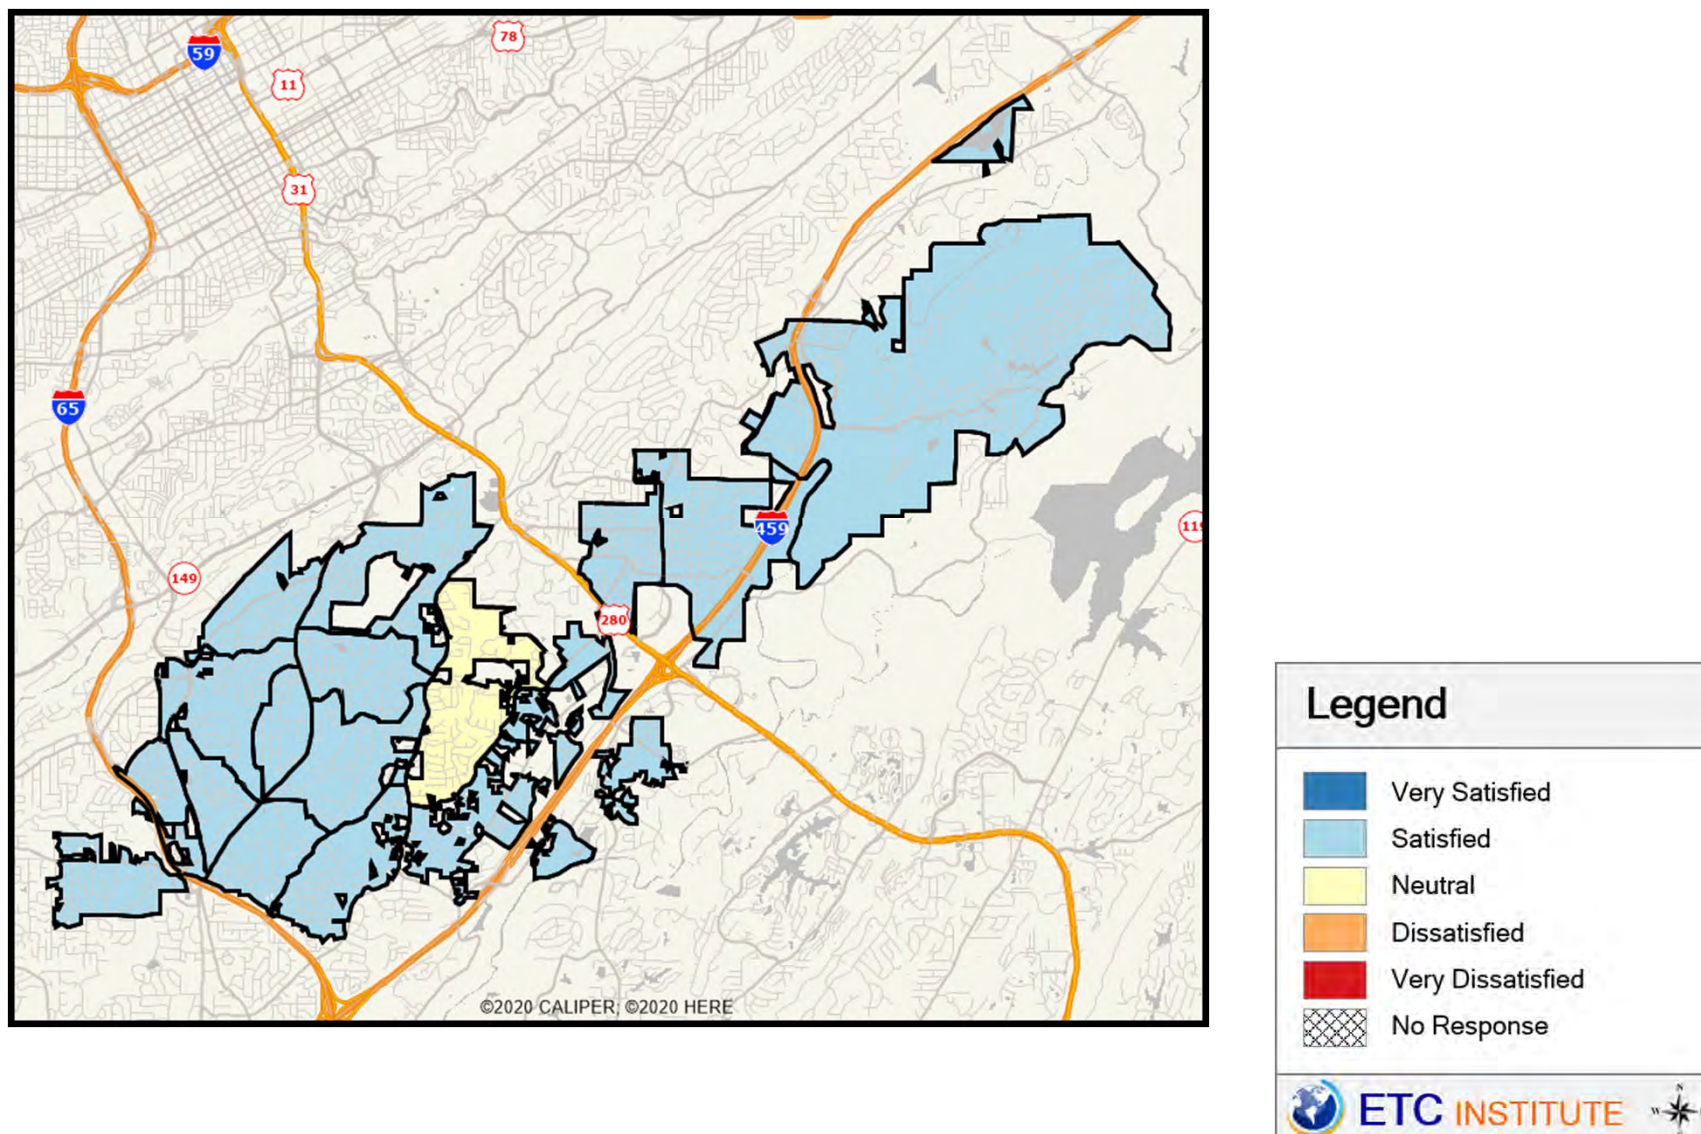 59
78
11
31
65
459
119
149
280
©2020 CALIPER; ©2020 HERE
Legend
Very Satisfied
Satisfied
Neutral
Dissatisfied
Very Dissatisfied
No Response
ETC INSTITUTE
N
W